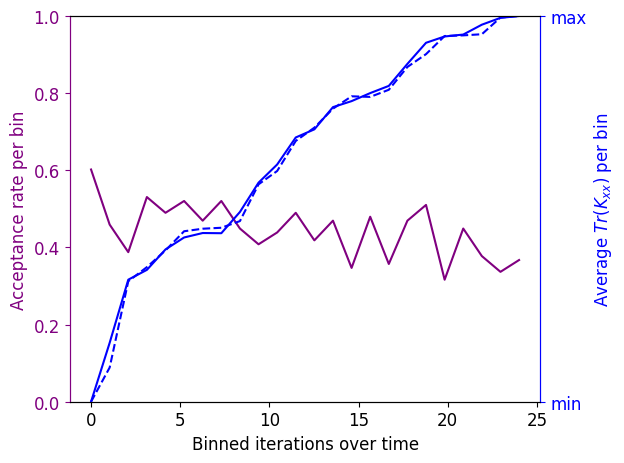 1.0
0.8
0.6
0.4
0.2
0.0
Acceptance rate per bin
0
5
10
15
20
25
Binned iterations over time
max
min
Average Tr(Kxx) per bin